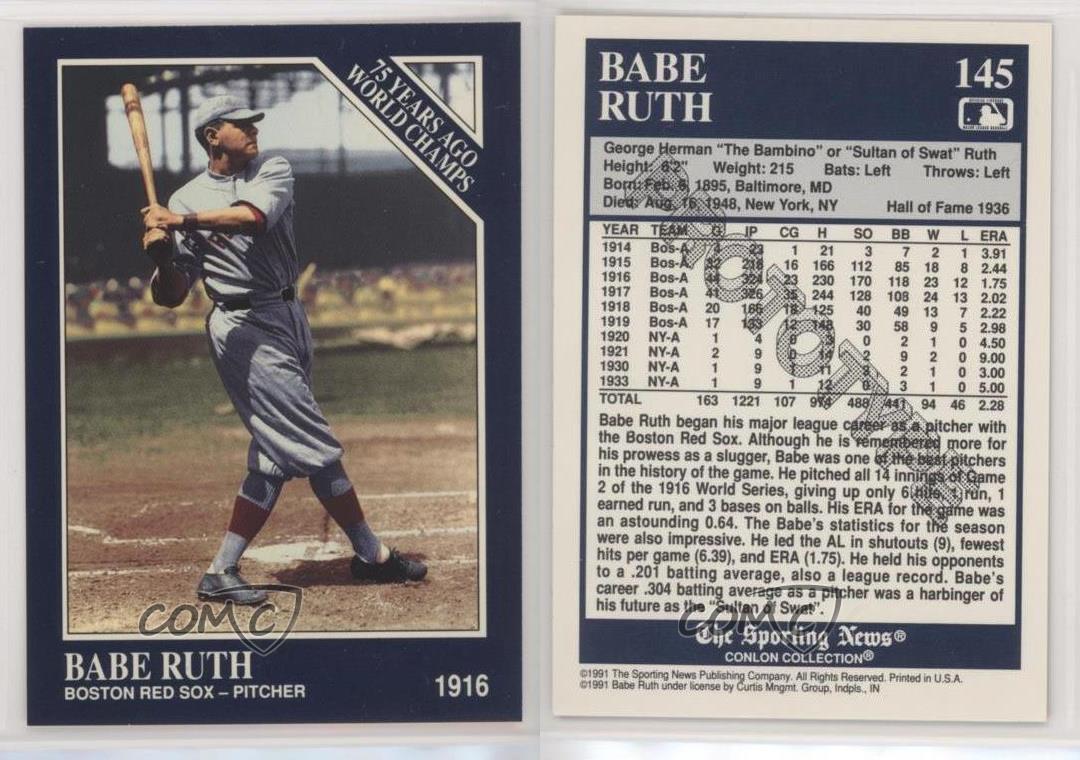 75 YEARS AGO
WORLD CHAMPS
COMC
BABE RUTH
BOSTON RED SOX – PITCHER
1916
BABE
RUTH
145
George Herman "The Bambino" or "Sultan of Swat" Ruth
Height: 6'2" Weight: 215 Bats: Left Throws: Left
Born: Feb. 6, 1895, Baltimore, MD
Died: Aug. 16, 1948, New York, NY Hall of Fame 1936
YEAR TEAM G IP CG H SO BB W L ERA
1914 Bos-A 4 23 1 21 3 7 2 1 3.91
1915 Bos-A 32 218 16 166 112 85 18 8 2.44
1916 Bos-A 44 324 23 230 170 118 23 12 1.75
1917 Bos-A 41 326 35 244 128 108 24 13 2.02
1918 Bos-A 20 166 18 125 40 49 13 7 2.22
1919 Bos-A 17 133 12 148 30 58 9 5 2.98
1920 NY-A 1 4 0 3 0 2 1 0 4.50
1921 NY-A 2 9 0 14 2 9 2 0 9.00
1930 NY-A 1 9 1 11 3 2 1 0 3.00
1933 NY-A 1 9 1 12 0 3 1 0 5.00
TOTAL 163 1221 107 974 488 441 94 46 2.28
Babe Ruth began his major league career as a pitcher with
the Boston Red Sox. Although he is remembered more for
his prowess as a slugger, Babe was one of the best pitchers
in the history of the game. He pitched all 14 innings of Game
2 of the 1916 World Series, giving up only 6 hits, 1 run, 1
earned run, and 3 bases on balls. His ERA for the game was
an astounding 0.64. The Babe's statistics for the season
were also impressive. He led the AL in shutouts (9), fewest
hits per game (6.39), and ERA (1.75). He held his opponents
to a .201 batting average, also a league record. Babe's
career .304 batting average as a pitcher was a harbinger of
his future as the "Sultan of Swat".
Prototype
COMC
The Sporting News®
CONLON COLLECTION®
©1991 The Sporting News Publishing Company. All Rights Reserved. Printed in U.S.A.
©1991 Babe Ruth under license by Curtis Mngmt. Group, Indpls., IN